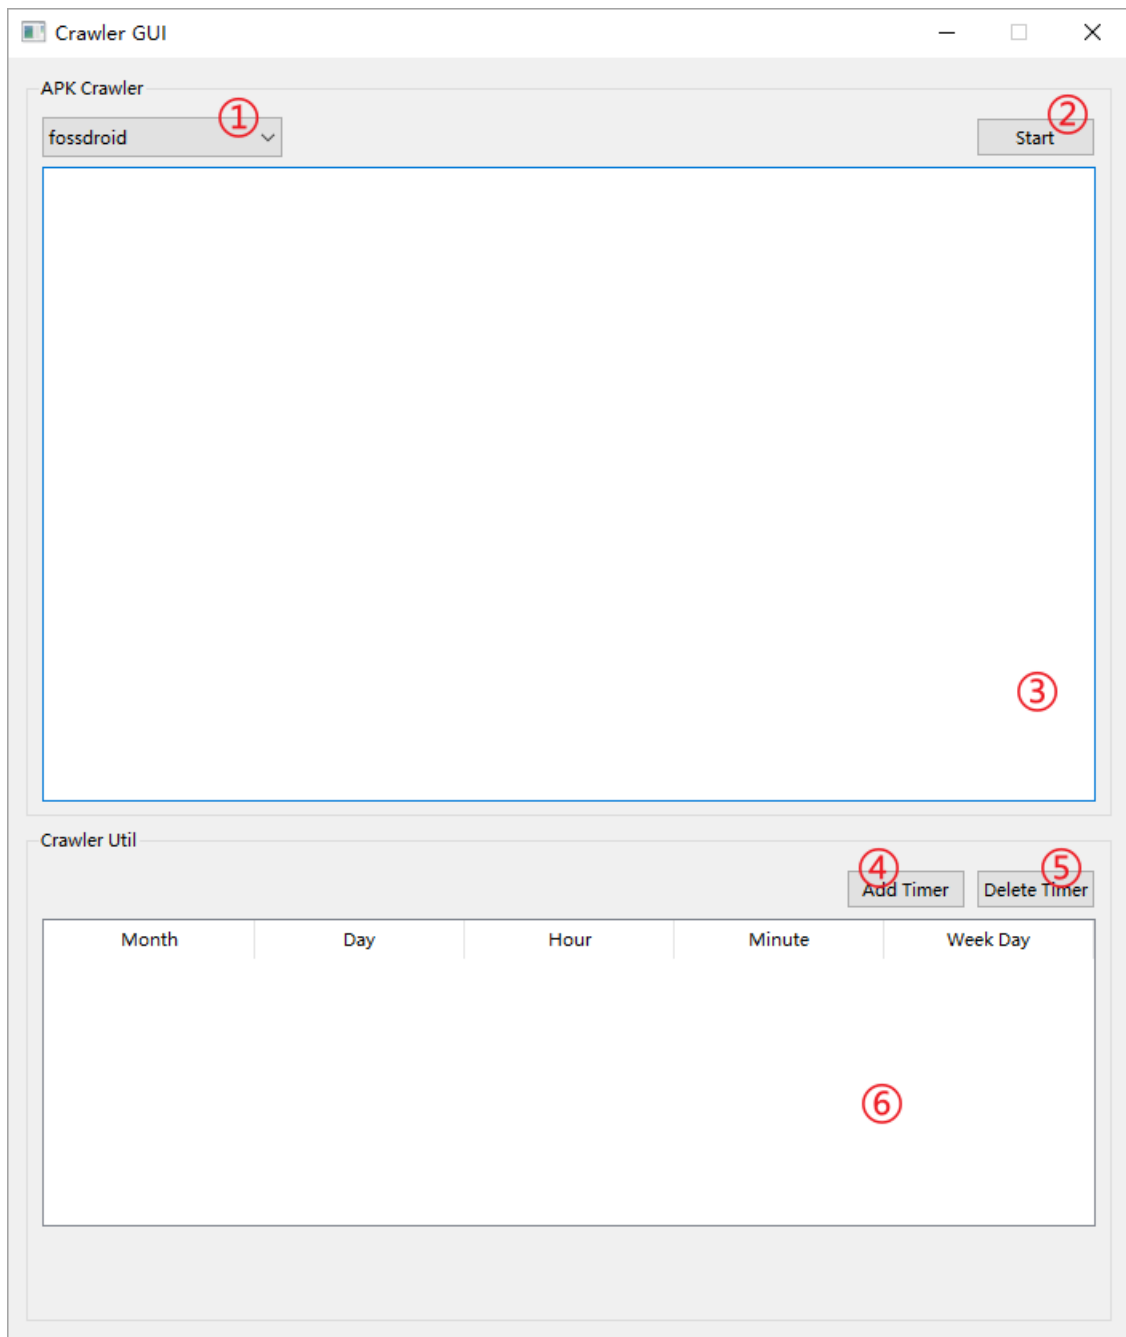 Crawler GUI
APK Crawler
fossdroid ① Start ②
③
Crawler Util
④ ⑤
Add Timer Delete Timer
Month Day Hour Minute Week Day
⑥